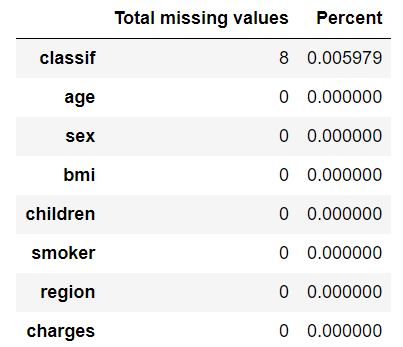 Total missing values Percent
classif 8 0.005979
age 0 0.000000
sex 0 0.000000
bmi 0 0.000000
children 0 0.000000
smoker 0 0.000000
region 0 0.000000
charges 0 0.000000